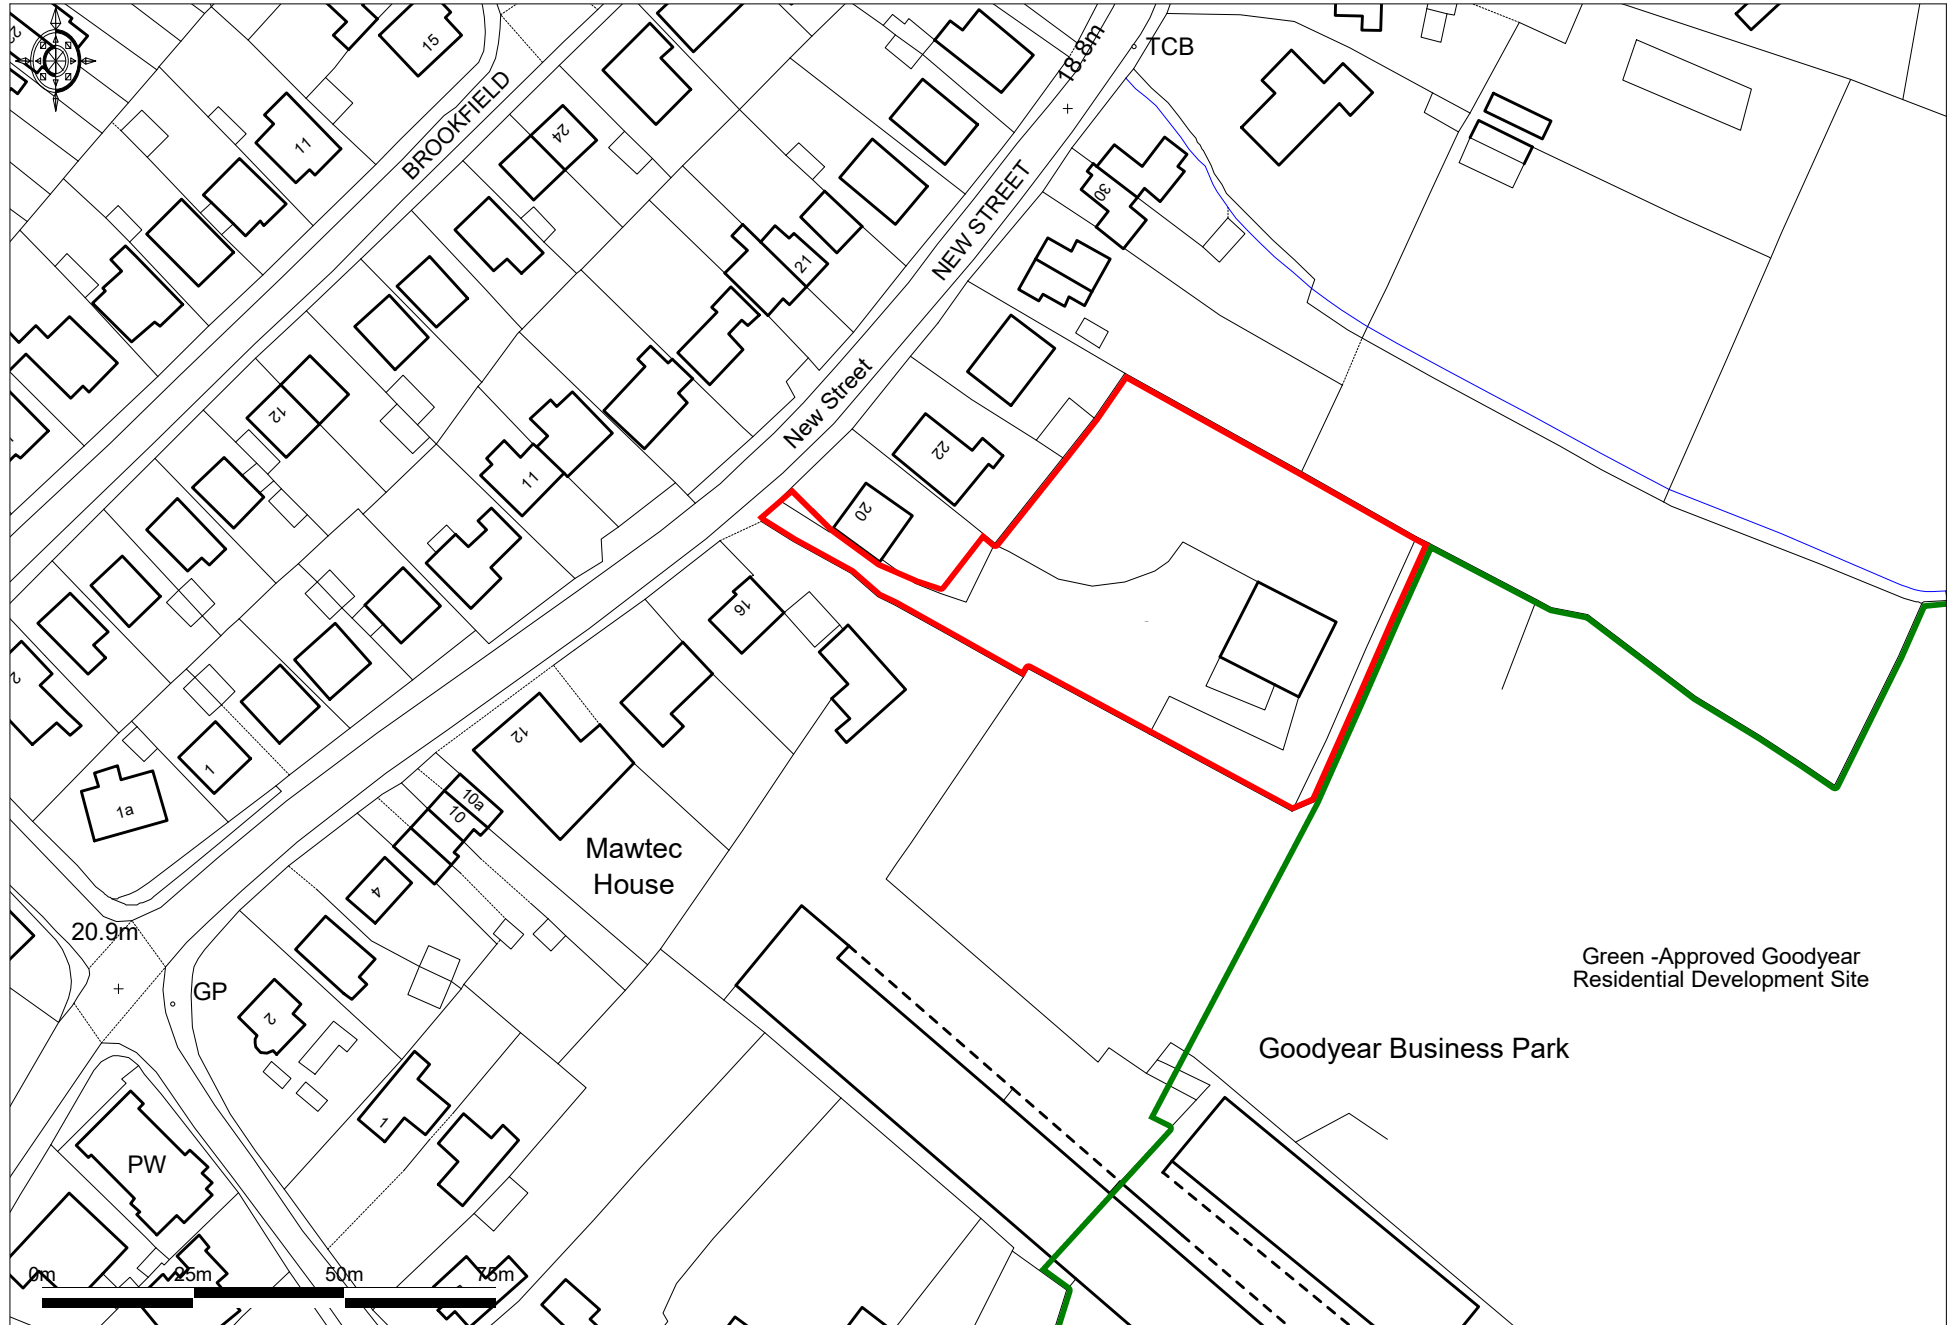 15
TCB
18.8m
BROOKFIELD
11
24
NEW STREET
30
21
12
New Street
22
11
20
16
2
12
1
10a
10
1a
Mawtec
House
4
20.9m
GP
Green -Approved Goodyear
Residential Development Site
2
Goodyear Business Park
1
PW
0m
25m
50m
75m